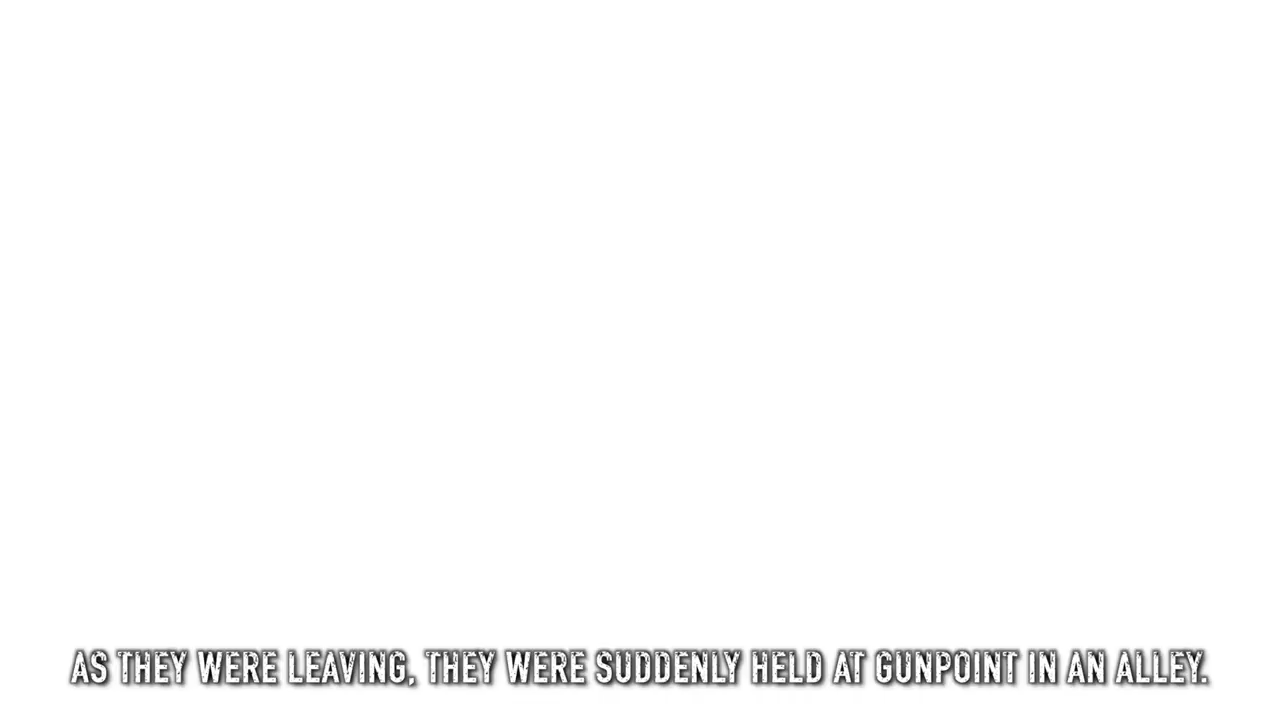 AS THEY WERE LEAVING, THEY WERE SUDDENLY HELD AT GUNPOINT IN AN ALLEY.